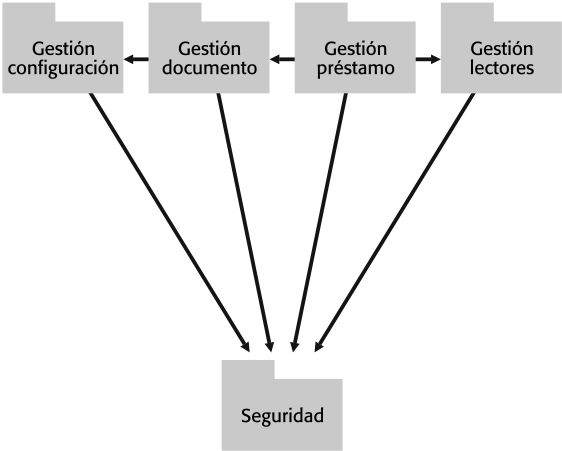 Gestión
configuración
Gestión
documento
Gestión
préstamo
Gestión
lectores
Seguridad